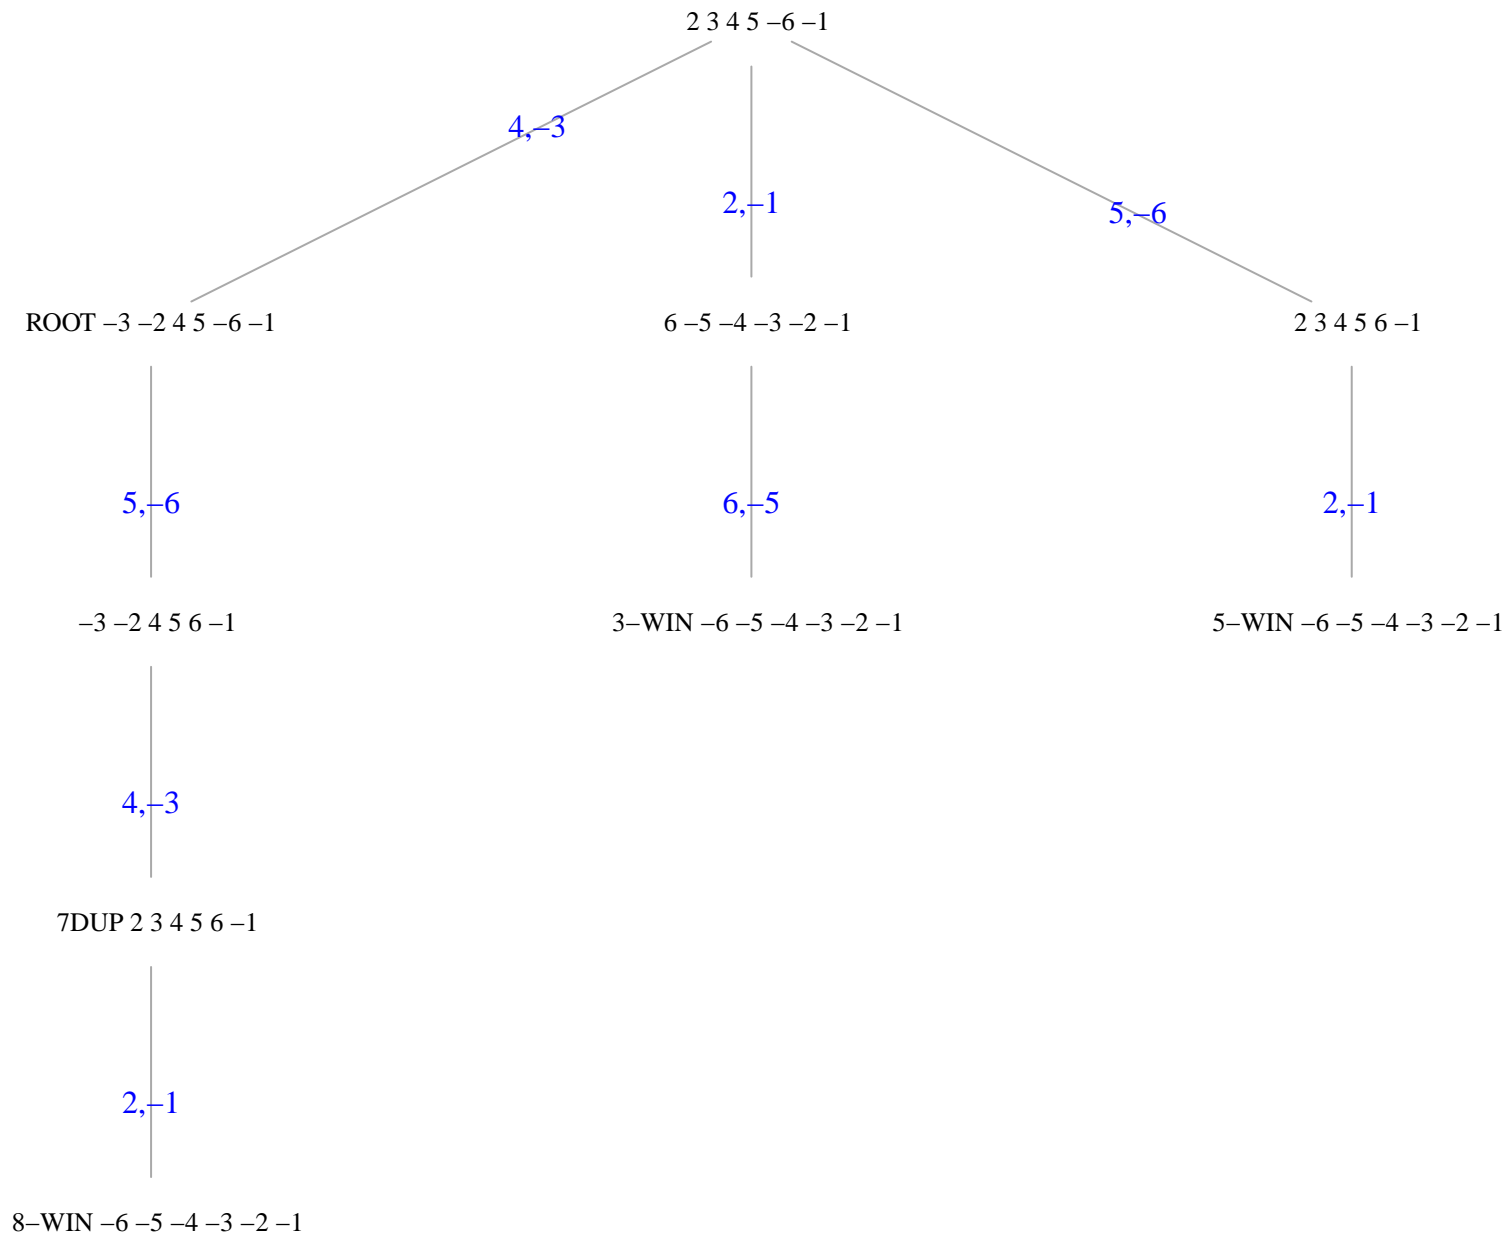 2 3 4 5 –6 –1
4,–3
2,–1
5,–6
ROOT –3 –2 4 5 –6 –1
6 –5 –4 –3 –2 –1
2 3 4 5 6 –1
5,–6
6,–5
2,–1
–3 –2 4 5 6 –1
3–WIN –6 –5 –4 –3 –2 –1
5–WIN –6 –5 –4 –3 –2 –1
4,–3
7DUP 2 3 4 5 6 –1
2,–1
8–WIN –6 –5 –4 –3 –2 –1